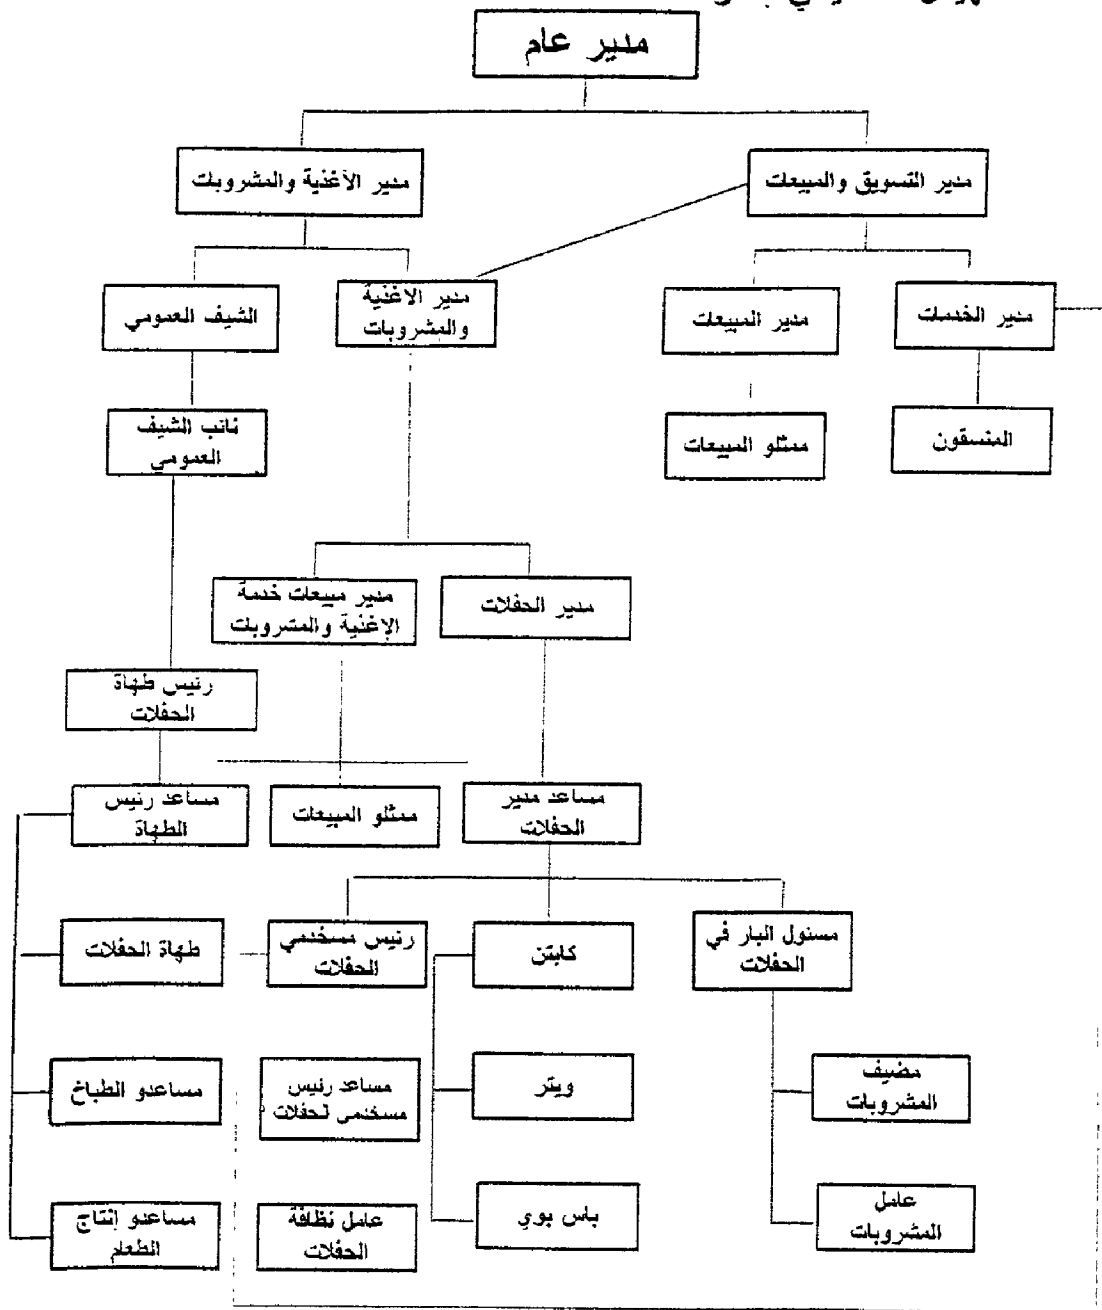 مدير عام
مدير التسويق والمبيعات
مدير الأغذية والمشروبات
مدير الخدمات
مدير المبيعات
مدير الاغذية
والمشروبات
الشيف العمومي
المنسقون
ممثلو المبيعات
نائب الشيف
العمومي
مدير الحفلات
مدير مبيعات خدمة
الإغذية والمشروبات
رئيس طهاة
الحفلات
مساعد مدير
الحفلات
ممثلو المبيعات
مساعد رئيس
الطهاة
مسئول البار في
الحفلات
كابتن
رئيس مستخدمي
الحفلات
طهاة الحفلات
مضيف
المشروبات
ويتر
مساعد رئيس
مستخدمى الحفلات
مساعدو الطباخ
عامل
المشروبات
باس بوي
عامل نظافة
الحفلات
مساعدو إنتاج
الطعام